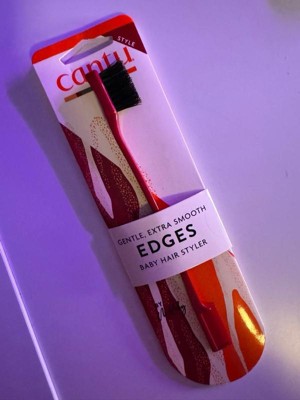 STYLE
cantu
GENTLE, EXTRA SMOOTH
EDGES
BABY HAIR STYLER